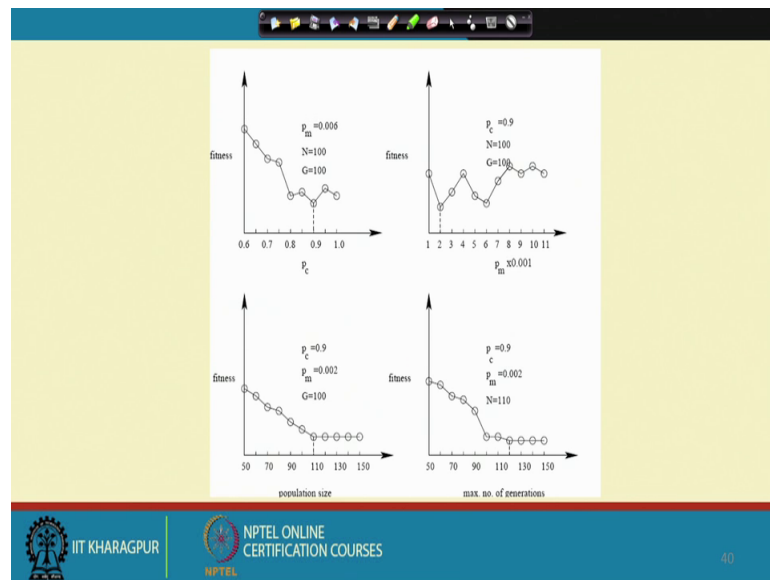 fitness
p_m =0.006
N=100
G=100
0.6 0.7 0.8 0.9 1.0
p_c
fitness
p_c =0.9
N=100
G=100
1 2 3 4 5 6 7 8 9 10 11
p_m x0.001
fitness
p_c =0.9
p_m =0.002
G=100
50 70 90 110 130 150
population size
fitness
p_c =0.9
p_m =0.002
N=110
50 70 90 110 130 150
max. no. of generations
IIT KHARAGPUR
NPTEL
NPTEL ONLINE
CERTIFICATION COURSES
40